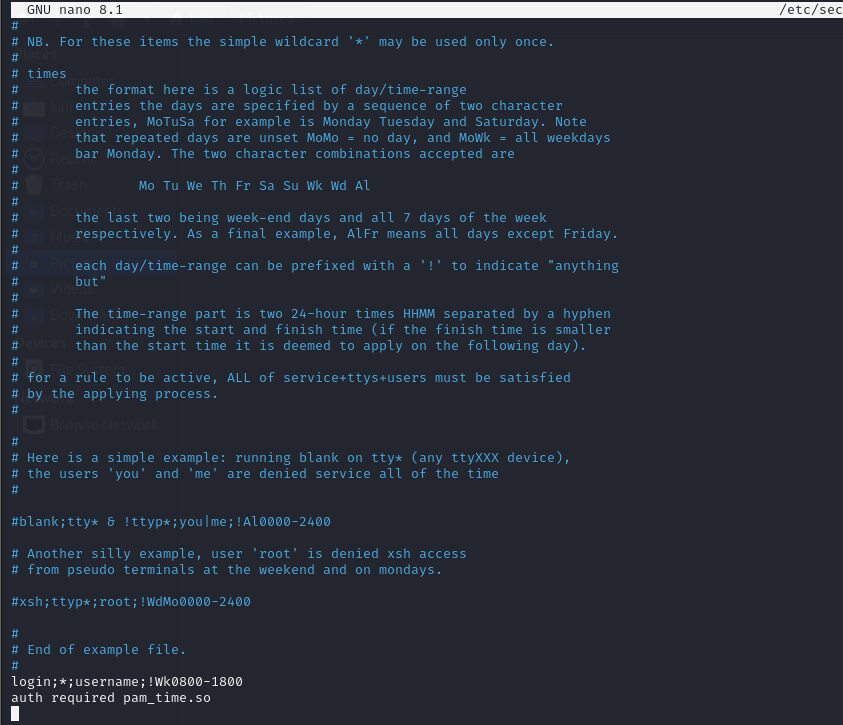 GNU nano 8.1 /etc/sec
#
# NB. For these items the simple wildcard '*' may be used only once.
#
# times
#       the format here is a logic list of day/time-range
#       entries the days are specified by a sequence of two character
#       entries, MoTuSa for example is Monday Tuesday and Saturday. Note
#       that repeated days are unset MoMo = no day, and MoWk = all weekdays
#       bar Monday. The two character combinations accepted are
#
#               Mo Tu We Th Fr Sa Su Wk Wd Al
#
#       the last two being week-end days and all 7 days of the week
#       respectively. As a final example, AlFr means all days except Friday.
#
#       each day/time-range can be prefixed with a '!' to indicate "anything
#       but"
#
#       The time-range part is two 24-hour times HHMM separated by a hyphen
#       indicating the start and finish time (if the finish time is smaller
#       than the start time it is deemed to apply on the following day).
#
# for a rule to be active, ALL of service+ttys+users must be satisfied
# by the applying process.
#
#
# Here is a simple example: running blank on tty* (any ttyXXX device),
# the users 'you' and 'me' are denied service all of the time
#
#blank;tty* & !ttyp*;you|me;!Al0000-2400
# Another silly example, user 'root' is denied xsh access
# from pseudo terminals at the weekend and on mondays.
#xsh;ttyp*;root;!WdMo0000-2400
#
# End of example file.
#
login;*;username;!Wk0800-1800
auth required pam_time.so
Trash
Devices
Browse Network